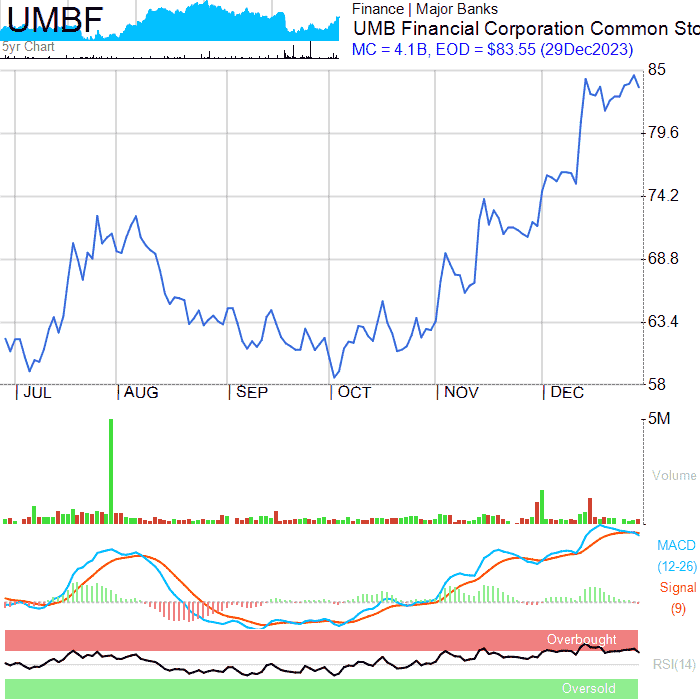 UMBF
5yr Chart
Finance | Major Banks
UMB Financial Corporation Common Sto
MC = 4.1B, EOD = $83.55 (29Dec2023)
85
79.6
74.2
68.8
63.4
58
JUL AUG SEP OCT NOV DEC
5M
Volume
MACD
(12-26)
Signal
(9)
Overbought
RSI(14)
Oversold